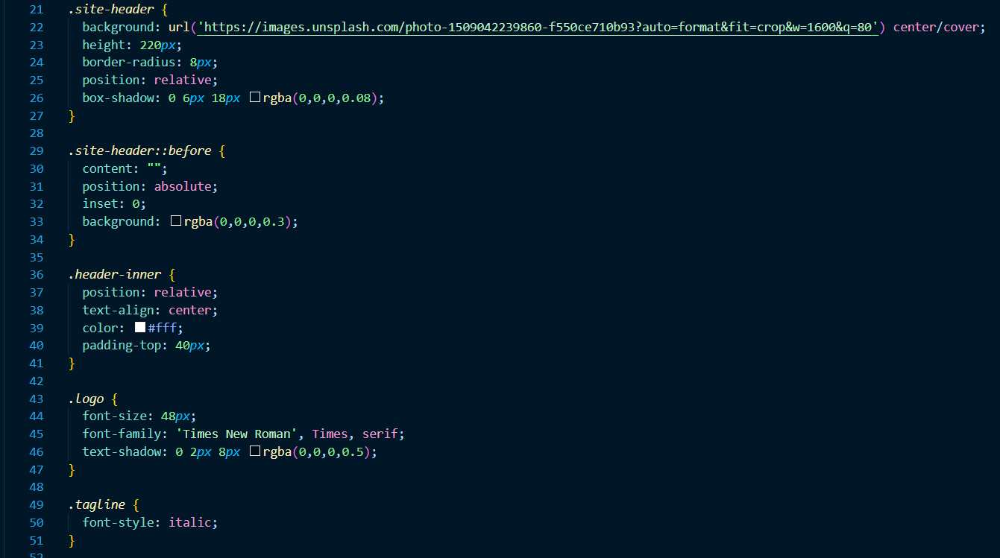 21 .site-header {
22 background: url('https://images.unsplash.com/photo-1509042239860-f550ce710b93?auto=format&fit=crop&w=1600&q=80') center/cover;
23 height: 220px;
24 border-radius: 8px;
25 position: relative;
26 box-shadow: 0 6px 18px rgba(0,0,0,0.08);
27 }
28
29 .site-header::before {
30 content: "";
31 position: absolute;
32 inset: 0;
33 background: rgba(0,0,0,0.3);
34 }
35
36 .header-inner {
37 position: relative;
38 text-align: center;
39 color: #fff;
40 padding-top: 40px;
41 }
42
43 .logo {
44 font-size: 48px;
45 font-family: 'Times New Roman', Times, serif;
46 text-shadow: 0 2px 8px rgba(0,0,0,0.5);
47 }
48
49 .tagline {
50 font-style: italic;
51 }
52